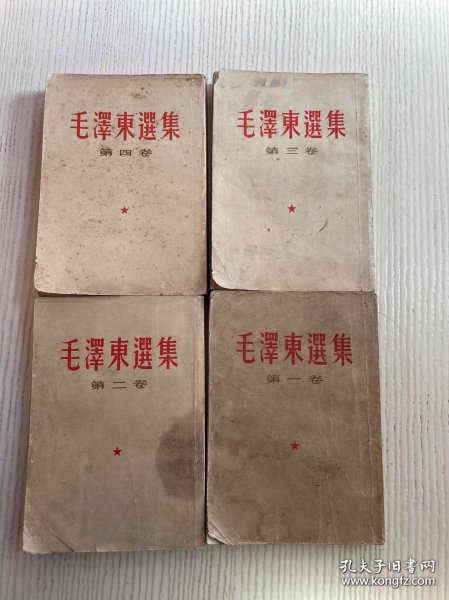 毛澤東選集
第四卷
毛澤東選集
第三卷
毛澤東選集
第二卷
毛澤東選集
第一卷
孔夫子旧书网
www.kongfz.com